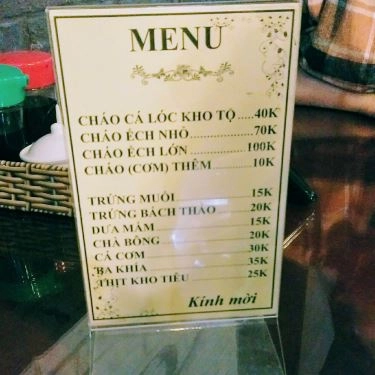 MENU
CHÁO CÁ LÓC KHO TỘ.....40K
CHÁO ẾCH NHỎ....................70K
CHÁO ẾCH LỚN..................100K
CHÁO (CƠM) THÊM.............10K
TRỨNG MUỐI.....................15K
TRỨNG BÁCH THẢO..........20K
DƯA MẮM...........................15K
CHÀ BÔNG..........................20K
CÁ CƠM...............................30K
BA KHÍA..............................35K
THỊT KHO TIÊU..................25K
Kính mời